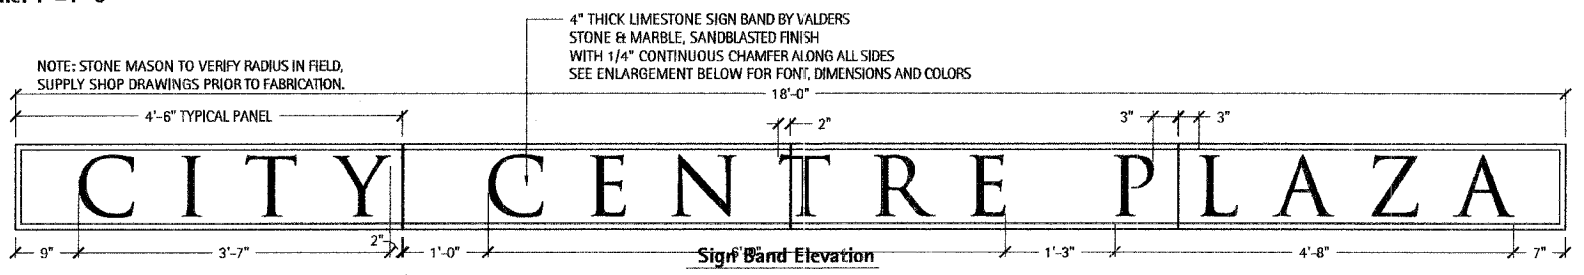 4" THICK LIMESTONE SIGN BAND BY VALDERS
STONE & MARBLE, SANDBLASTED FINISH
WITH 1/4" CONTINUOUS CHAMFER ALONG ALL SIDES
SEE ENLARGEMENT BELOW FOR FONT, DIMENSIONS AND COLORS
NOTE: STONE MASON TO VERIFY RADIUS IN FIELD,
SUPPLY SHOP DRAWINGS PRIOR TO FABRICATION.
18'-0"
4'-6" TYPICAL PANEL
2"
3"
3"
CITY CENTRE PLAZA
9"
3'-7"
2"
1'-0"
1'-3"
4'-8"
7"
Sign Band Elevation